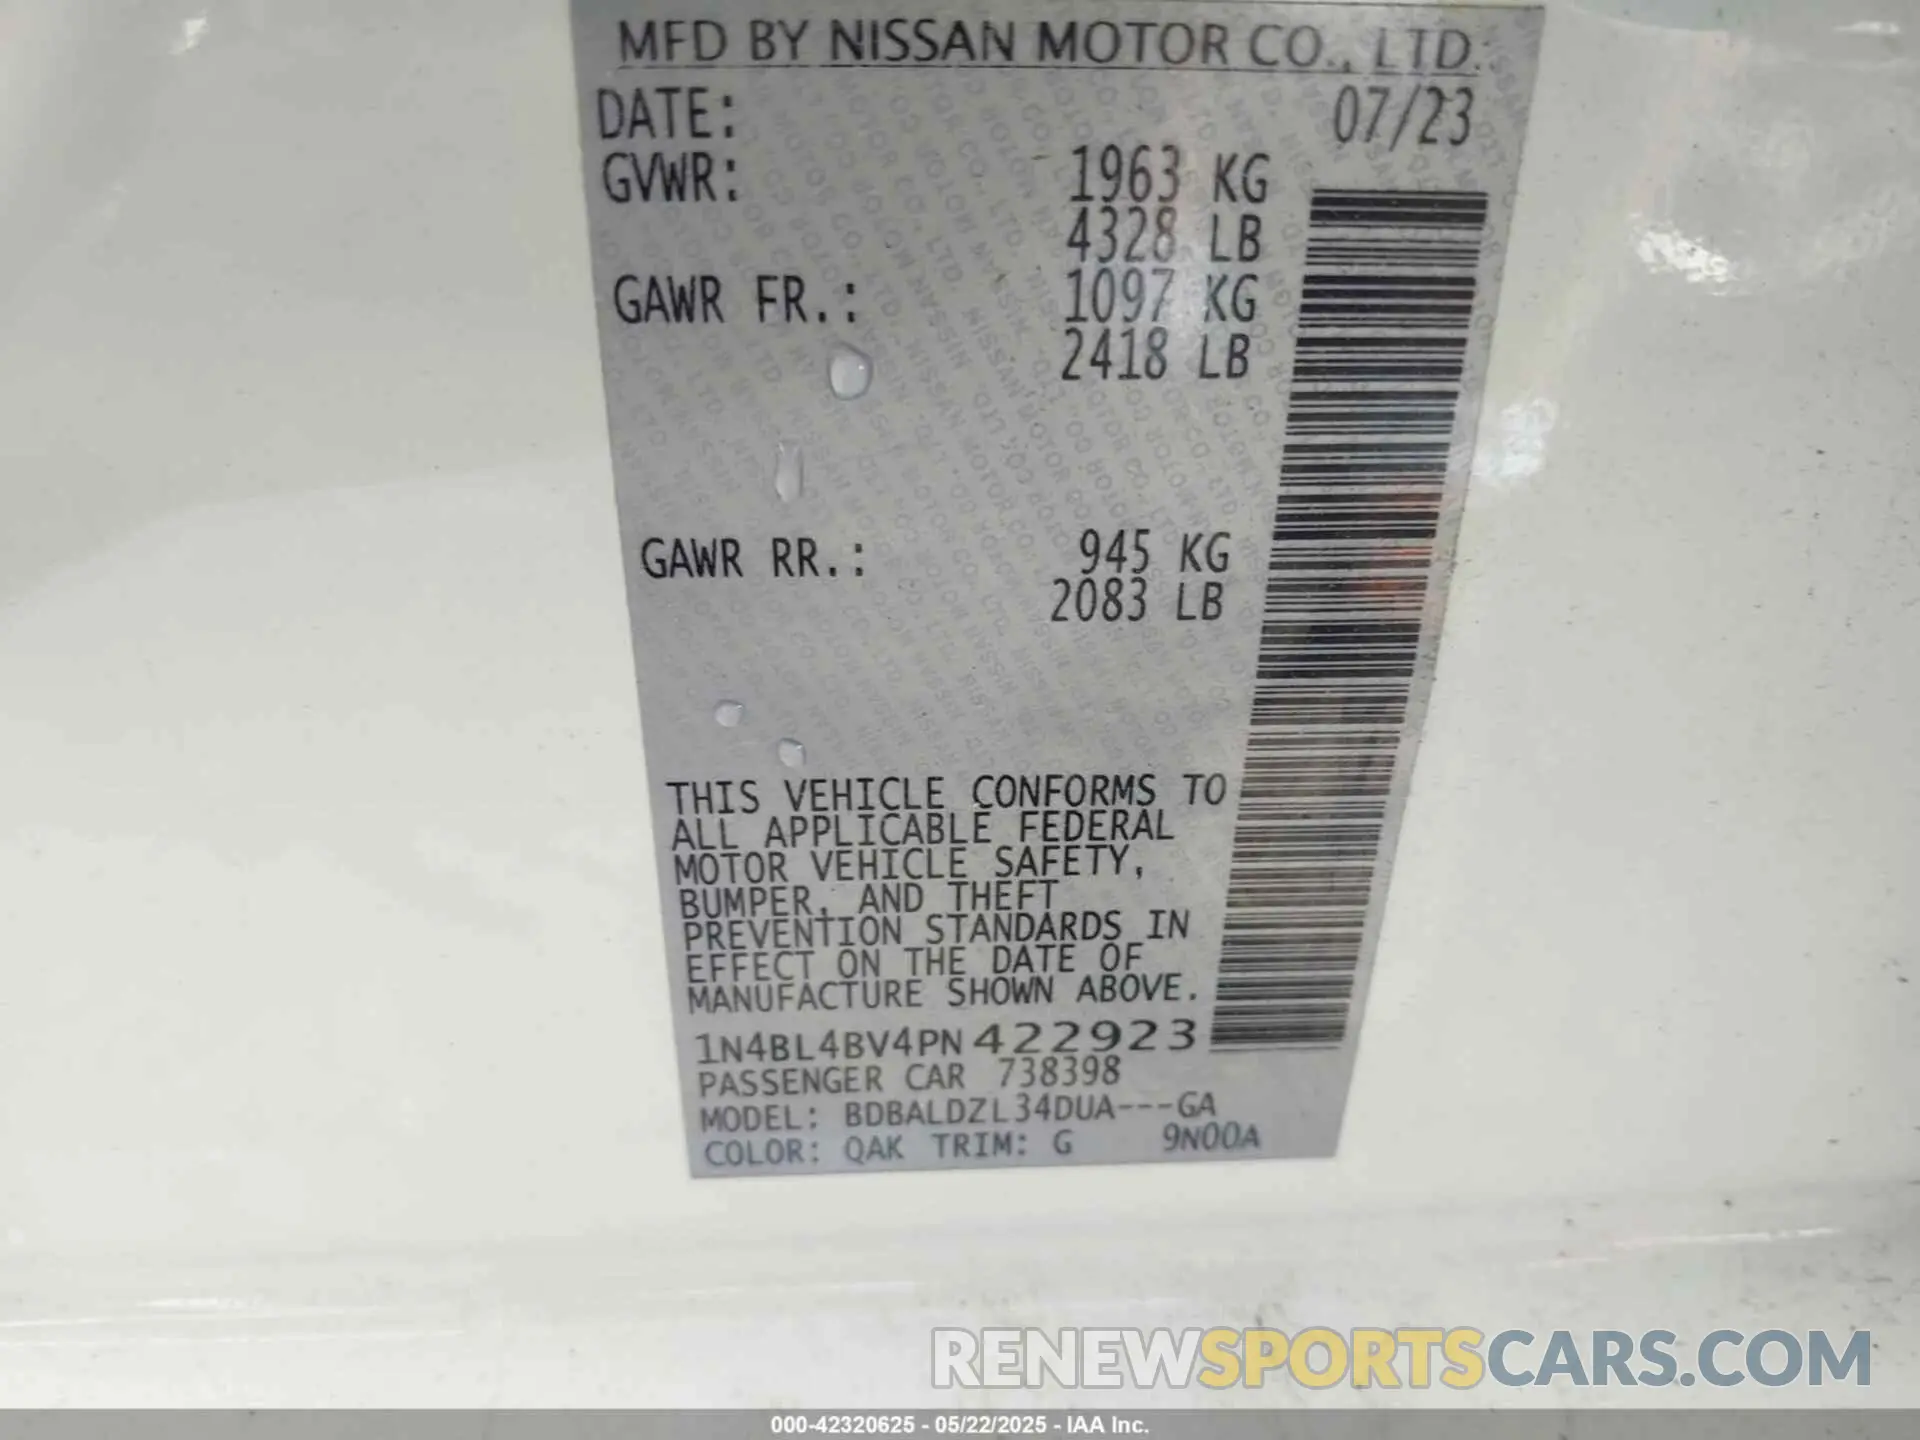 MFD BY NISSAN MOTOR CO., LTD.
DATE: 07/23
GVWR: 1963 KG
4328 LB
GAWR FR.: 1097 KG
2418 LB
GAWR RR.: 945 KG
2083 LB
THIS VEHICLE CONFORMS TO
ALL APPLICABLE FEDERAL
MOTOR VEHICLE SAFETY,
BUMPER, AND THEFT
PREVENTION STANDARDS IN
EFFECT ON THE DATE OF
MANUFACTURE SHOWN ABOVE.
1N4BL4BV4PN422923
PASSENGER CAR 738398
MODEL: BDBALDZL34DUA---GA
COLOR: QAK TRIM: G 9N00A
RENEWSPORTSCARS.COM
000-42320625 - 05/22/2025 - IAA Inc.